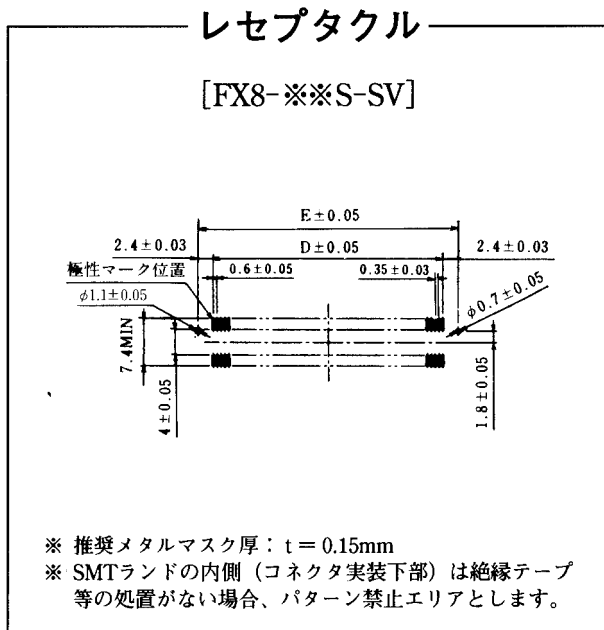 レセプタクル
[FX8-※※S-SV]
E±0.05
2.4±0.03
D±0.05
2.4±0.03
極性マーク位置
0.6±0.05
0.35±0.03
φ1.1±0.05
φ0.7±0.05
7.4MIN
4±0.05
1.8±0.05
※ 推奨メタルマスク厚：t＝0.15mm
※ SMTランドの内側（コネクタ実装下部）は絶縁テープ
等の処置がない場合、パターン禁止エリアとします。